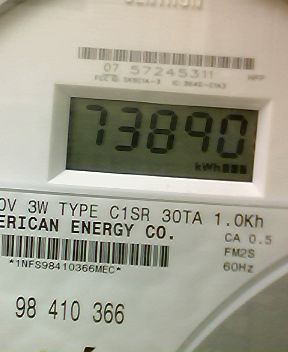 07 57245311
73890
kWh
0V 3W TYPE C1SR 30TA 1.0Kh
ERICAN ENERGY CO.
CA 0.5
FM2S
60Hz
*1NFS98410366MEC*
98 410 366